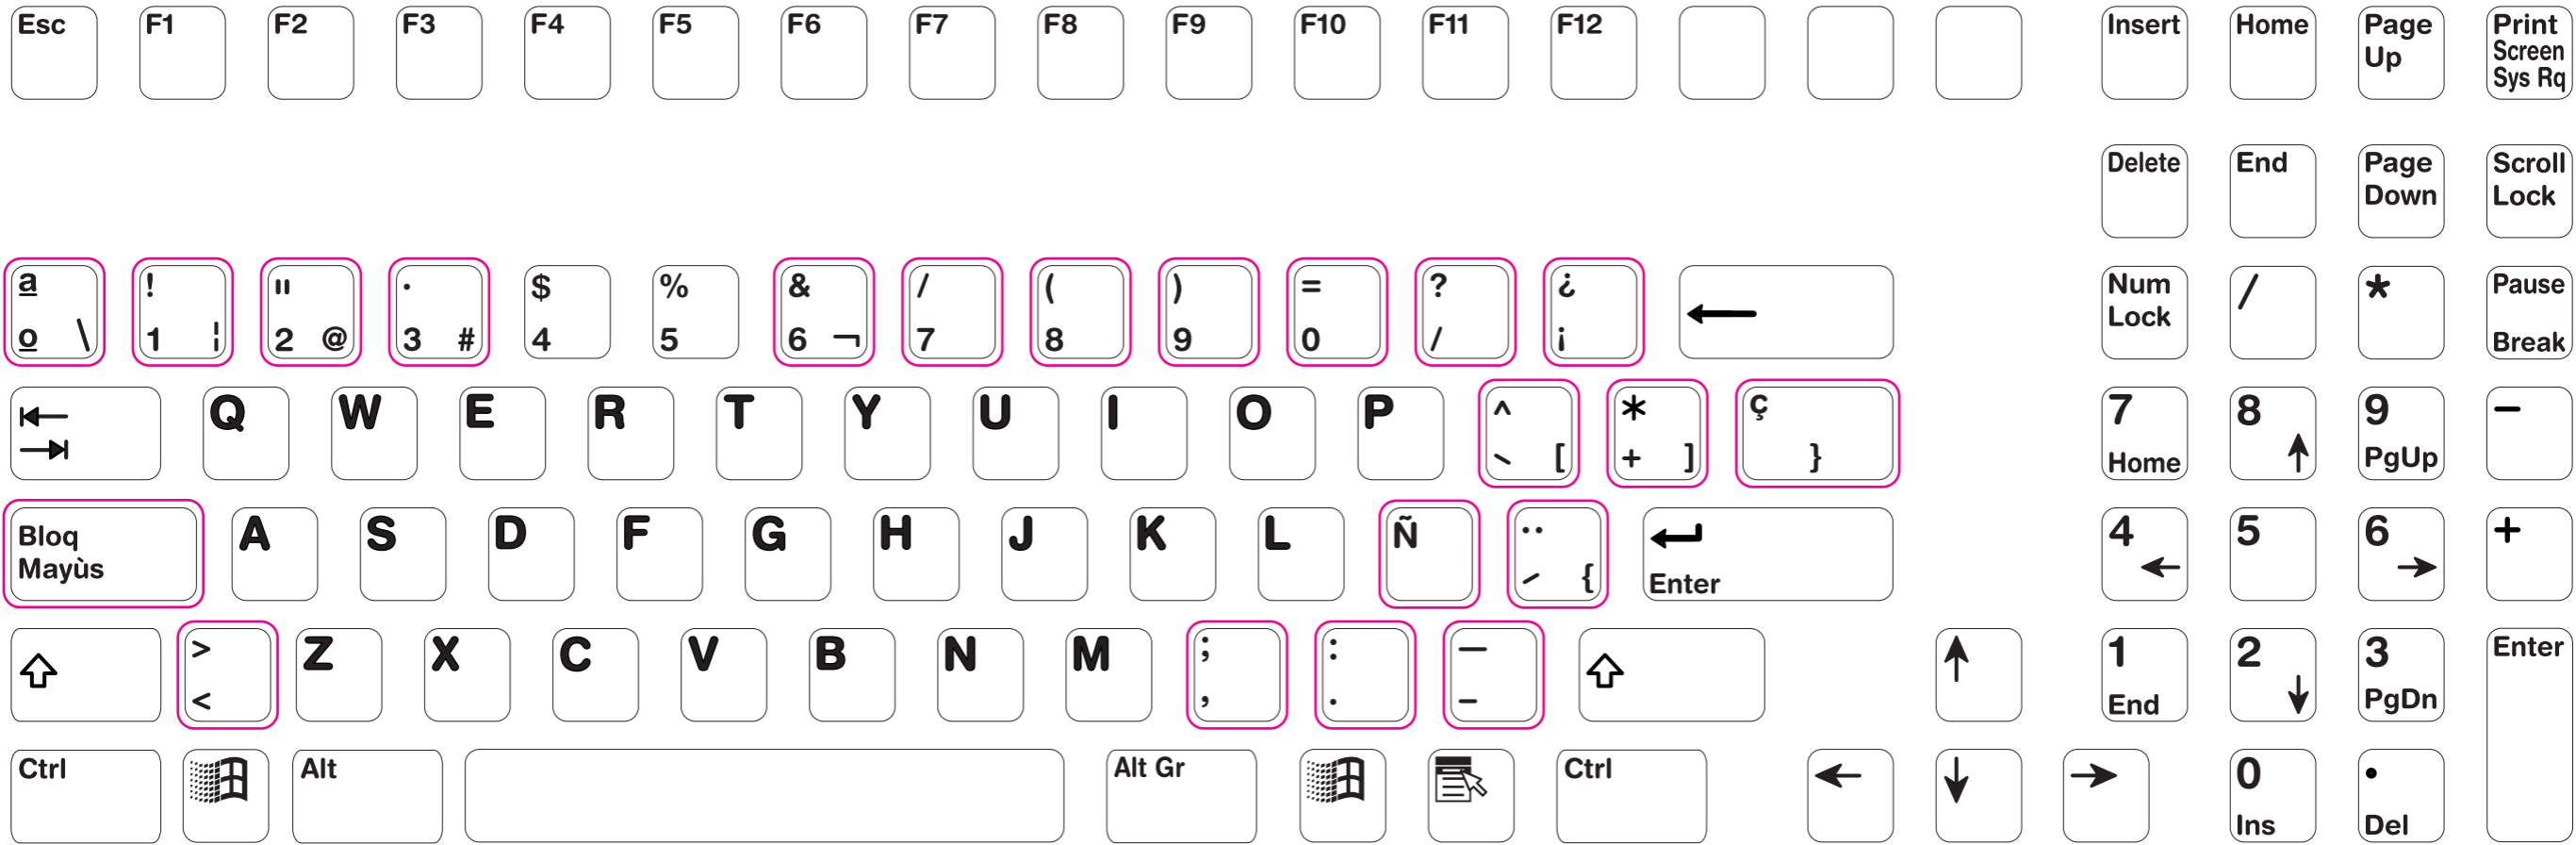 Esc F1 F2 F3 F4 F5 F6 F7 F8 F9 F10 F11 F12 Insert Home Page Up Print Screen Sys Rq
Delete End Page Down Scroll Lock
a ! " · $ % & / ( ) = ? ¿ Num Lock / * Pause Break
o \ 1 ¦ 2 @ 3 # 4 5 6 ¬ 7 8 9 0 / ¡ ←
Q W E R T Y U I O P ^ * ç 7 Home 8 ↑ 9 PgUp −
` [ + ] }
Bloq Mayùs A S D F G H J K L Ñ ¨ ´ { Enter 4 ← 5 6 → +
> Z X C V B N M ; : — ↑ 1 End 2 ↓ 3 PgDn Enter
< , . –
Ctrl Alt Alt Gr Ctrl ← ↓ → 0 Ins . Del